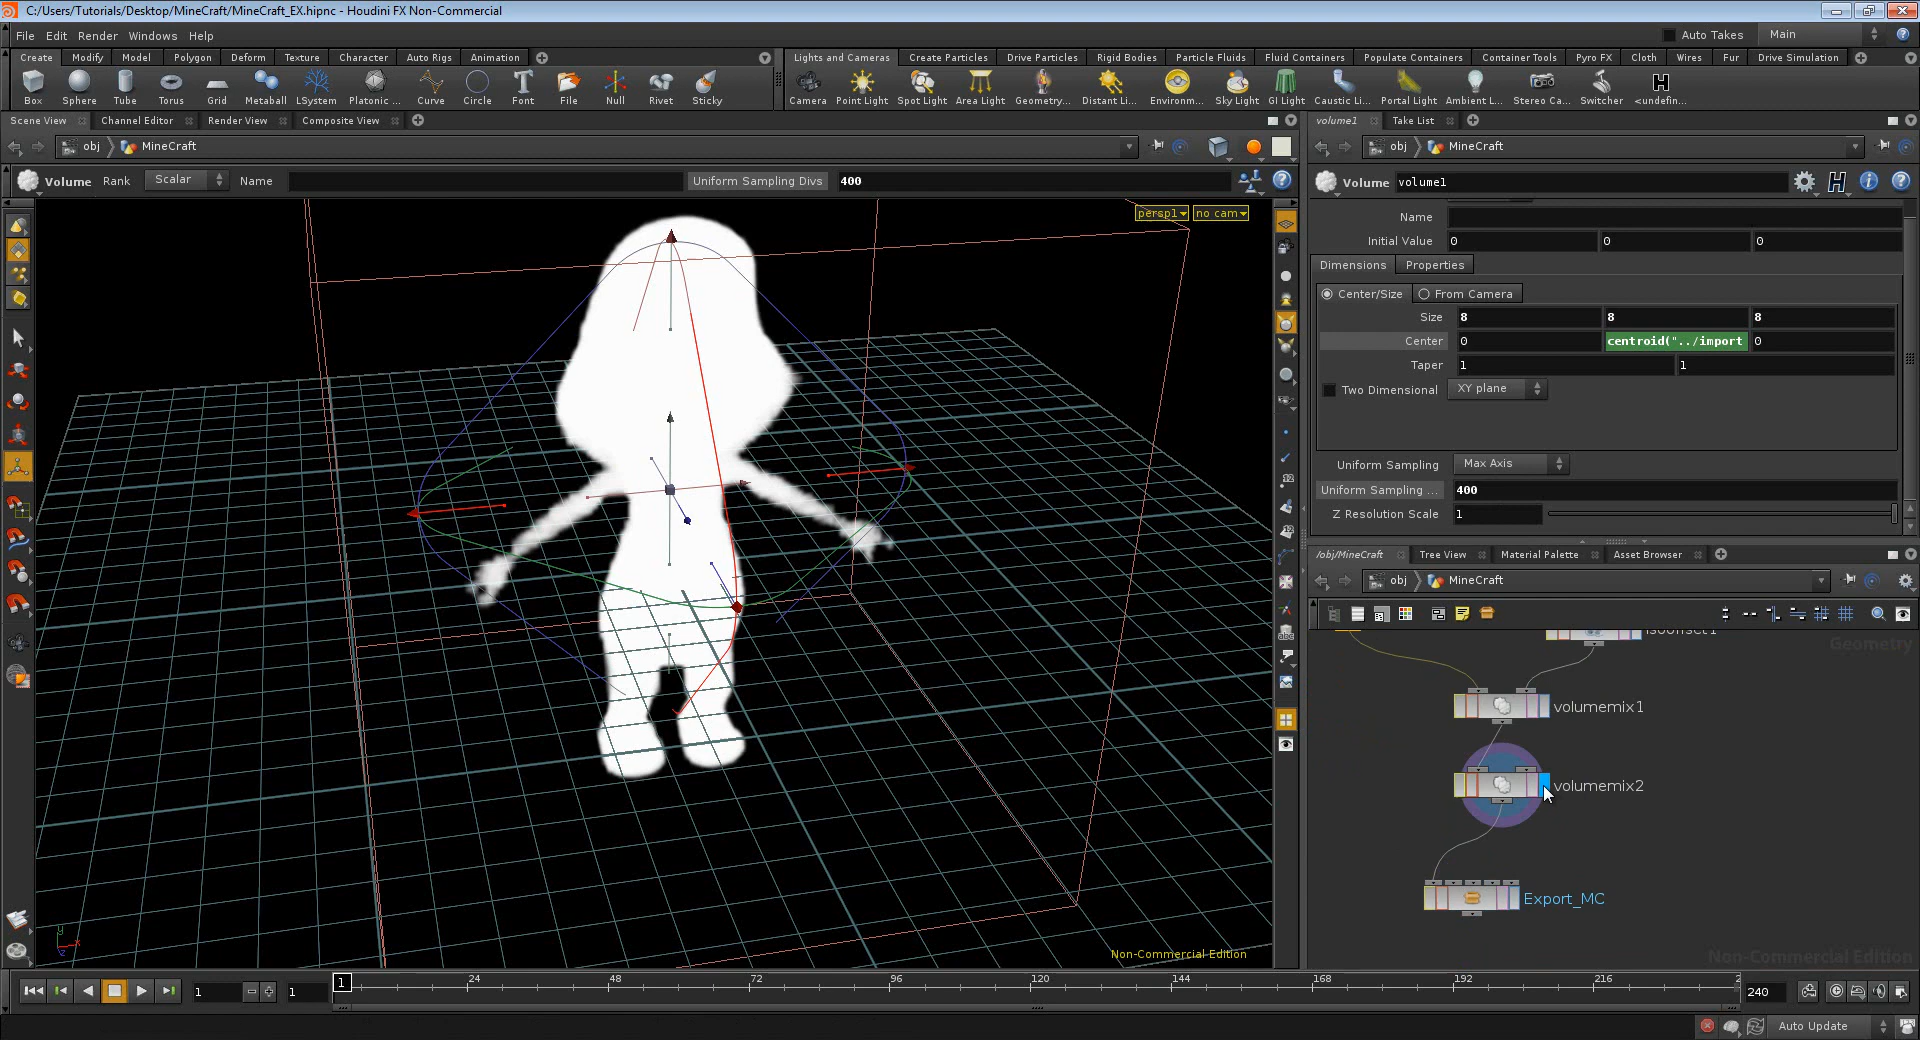 C:/Users/Tutorials/Desktop/MineCraft/MineCraft_EX.hipnc - Houdini FX Non-Commercial
File Edit Render Windows Help
Auto Takes Main
Create Modify Model Polygon Deform Texture Character Auto Rigs Animation
Lights and Cameras Create Particles Drive Particles Rigid Bodies Particle Fluids Fluid Containers Populate Containers Container Tools Pyro FX Cloth Wires Fur Drive Simulation
Box Sphere Tube Torus Grid Metaball LSystem Platonic ... Curve Circle Font File Null Rivet Sticky
Camera Point Light Spot Light Area Light Geometry... Distant Li... Environm... Sky Light GI Light Caustic Li... Portal Light Ambient L... Stereo Ca... Switcher <undefin...
Scene View Channel Editor Render View Composite View
volume1 Take List
obj MineCraft
obj MineCraft
Volume Rank Scalar Name Uniform Sampling Divs 400
Volume volume1
persp1 no cam
Name
Initial Value 0 0 0
Dimensions Properties
Center/Size From Camera
Size 8 8 8
Center 0 centroid("../import 0
Taper 1 1
Two Dimensional XY plane
Uniform Sampling Max Axis
Uniform Sampling ... 400
Z Resolution Scale 1
/obj/MineCraft Tree View Material Palette Asset Browser
obj MineCraft
Geometry
volumemix1
volumemix2
Export_MC
Non-Commercial Edition
Non-Commercial Edition
1 1 1 24 48 72 96 120 144 168 192 216 2 240
Auto Update